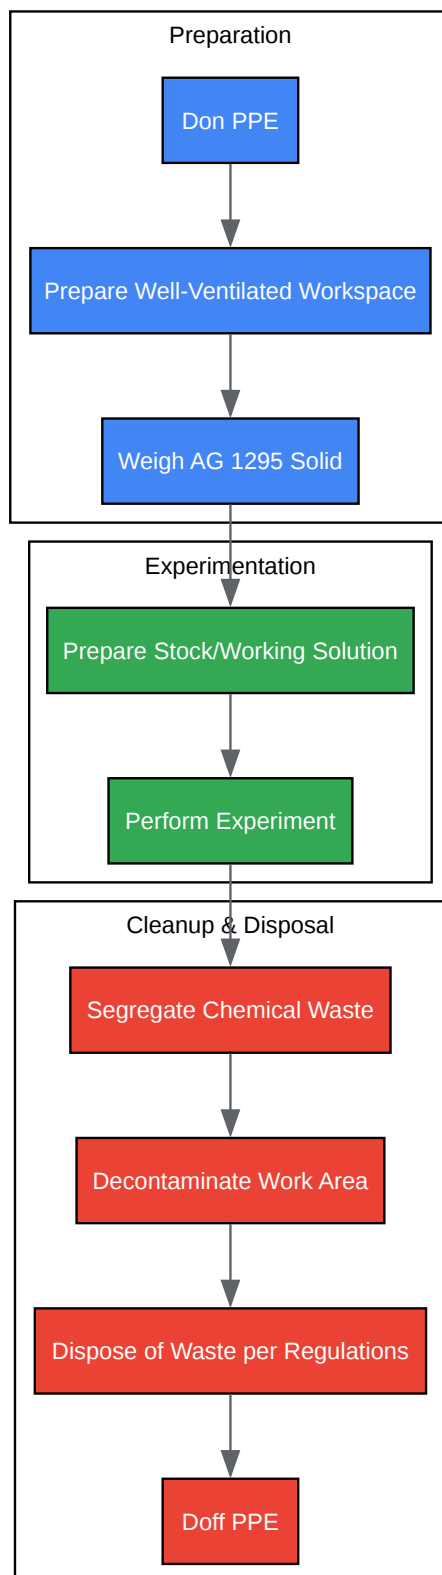 Preparation
Don PPE
Prepare Well-Ventilated Workspace
Weigh AG 1295 Solid
Experimentation
Prepare Stock/Working Solution
Perform Experiment
Cleanup & Disposal
Segregate Chemical Waste
Decontaminate Work Area
Dispose of Waste per Regulations
Doff PPE